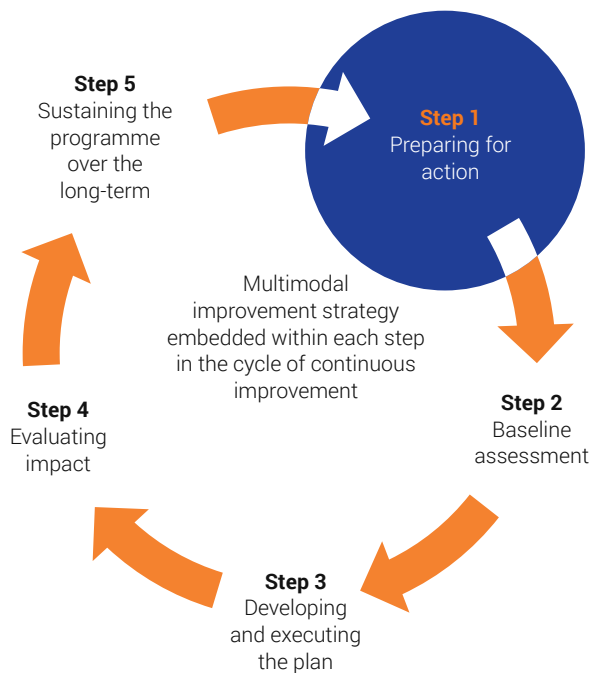 Step 1
Preparing for
action
Step 2
Baseline
assessment
Step 3
Developing
and executing
the plan
Step 4
Evaluating
impact
Step 5
Sustaining the
programme
over the
long-term
Multimodal
improvement strategy
embedded within each step
in the cycle of continuous
improvement